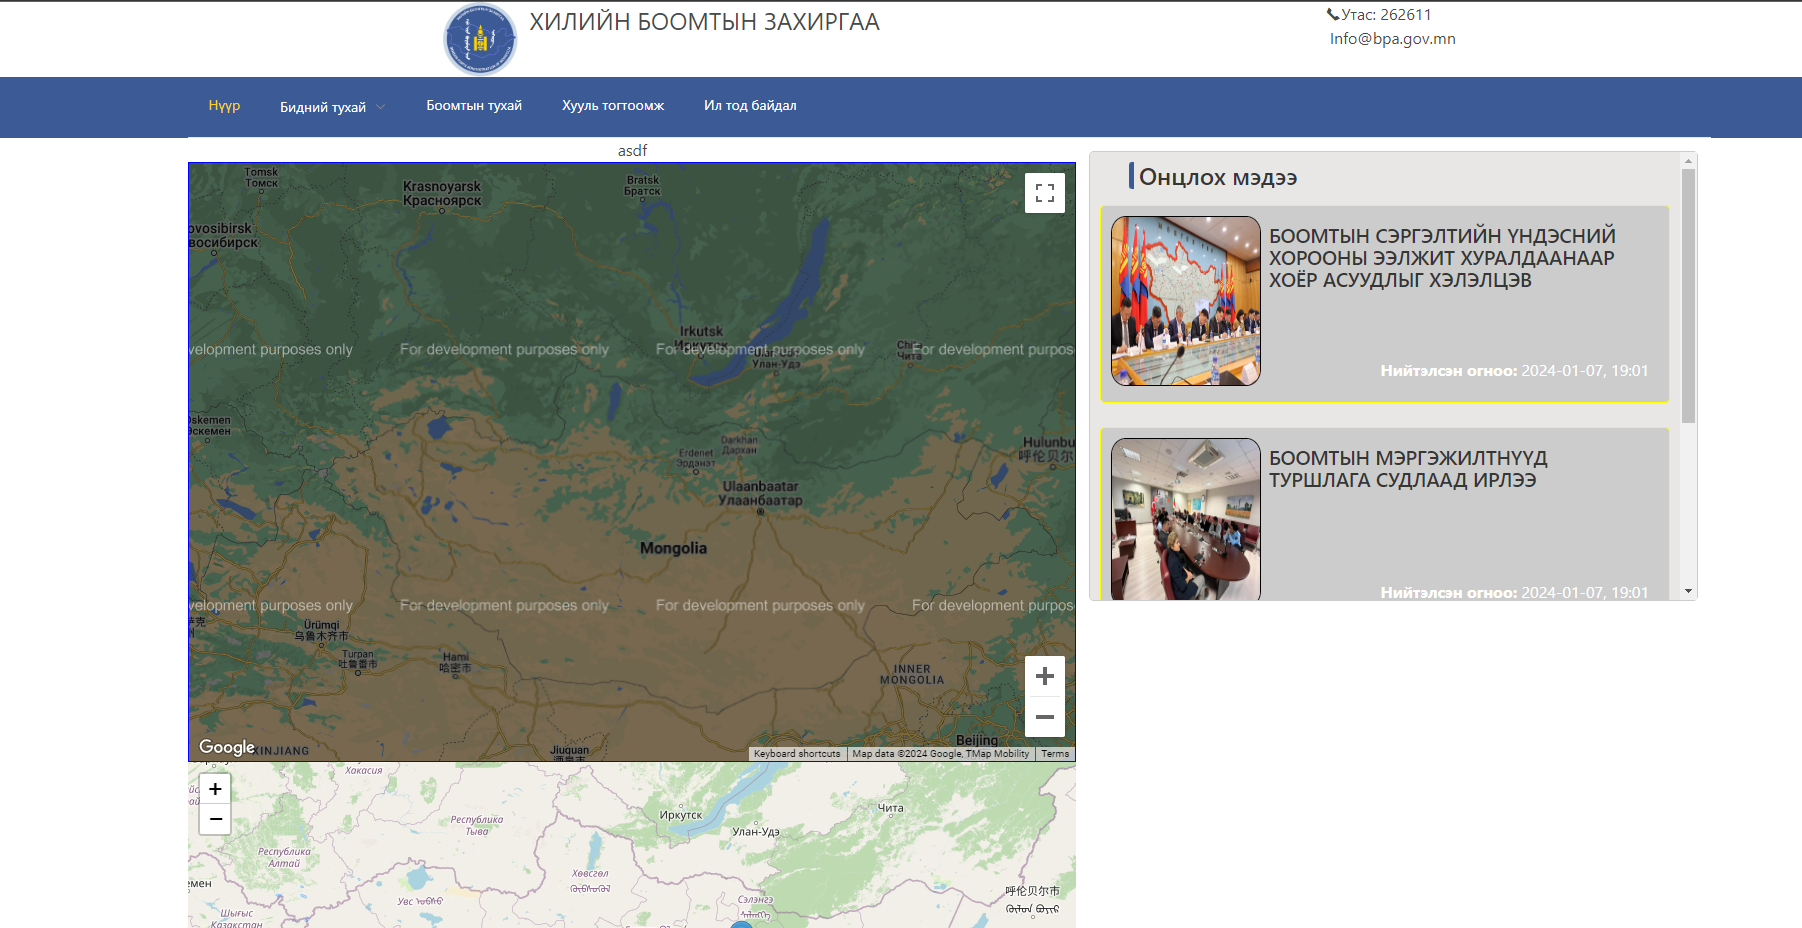 ХИЛИЙН БООМТЫН ЗАХИРГАА
Утас: 262611
Info@bpa.gov.mn
Нүүр
Бидний тухай
Боомтын тухай
Хууль тогтоомж
Ил тод байдал
asdf
Tomsk
Томск
Krasnoyarsk
Красноярск
Bratsk
Братск
ovosibirsk
восибирск
Irkutsk
Иркутск
Улан-Удэ
Чита
velopment purposes only
For development purposes only
For development purposes only
For development purpos
Oskemen
Өскемен
Darkhan
Дархан
Erdenet
Эрдэнэт
Hulunbu
呼伦贝尔
Ulaanbaatar
Улаанбаатар
Mongolia
velopment purposes only
For development purposes only
For development purposes only
For development purpos
Ürümqi
乌鲁木齐市
Turpan
吐鲁番市
Hami
哈密市
INNER
MONGOLIA
Beijing
Jiuquan
XINJIANG
Google
Keyboard shortcuts
Map data ©2024 Google, TMap Mobility
Terms
+
−
Хакасия
Республика
Тыва
Республика
Алтай
Иркутск
Улан-Удэ
Чита
Хөвсгөл
Увс
Сэлэнгэ
呼伦贝尔市
емен
Шығыс
Қазақстан
Онцлох мэдээ
БООМТЫН СЭРГЭЛТИЙН ҮНДЭСНИЙ
ХОРООНЫ ЭЭЛЖИТ ХУРАЛДААНААР
ХОЁР АСУУДЛЫГ ХЭЛЭЛЦЭВ
Нийтэлсэн огноо: 2024-01-07, 19:01
БООМТЫН МЭРГЭЖИЛТНҮҮД
ТУРШЛАГА СУДЛААД ИРЛЭЭ
Нийтэлсэн огноо: 2024-01-07, 19:01